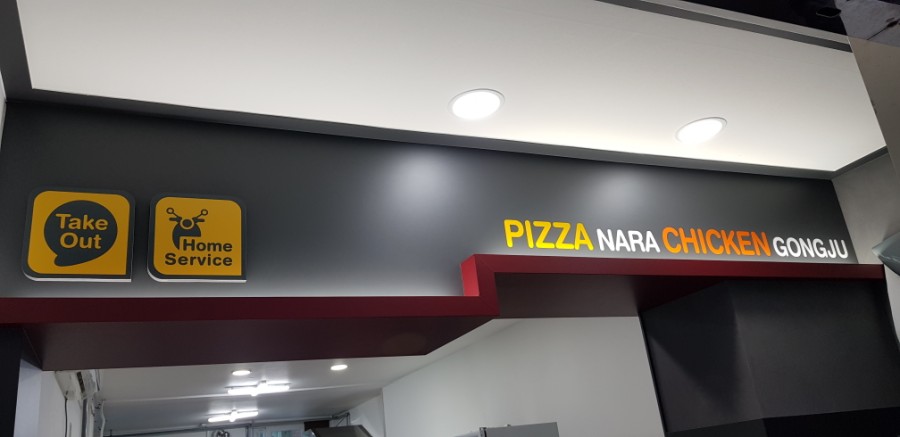 Take
Out
Home
Service
PIZZA NARA CHICKEN GONGJU